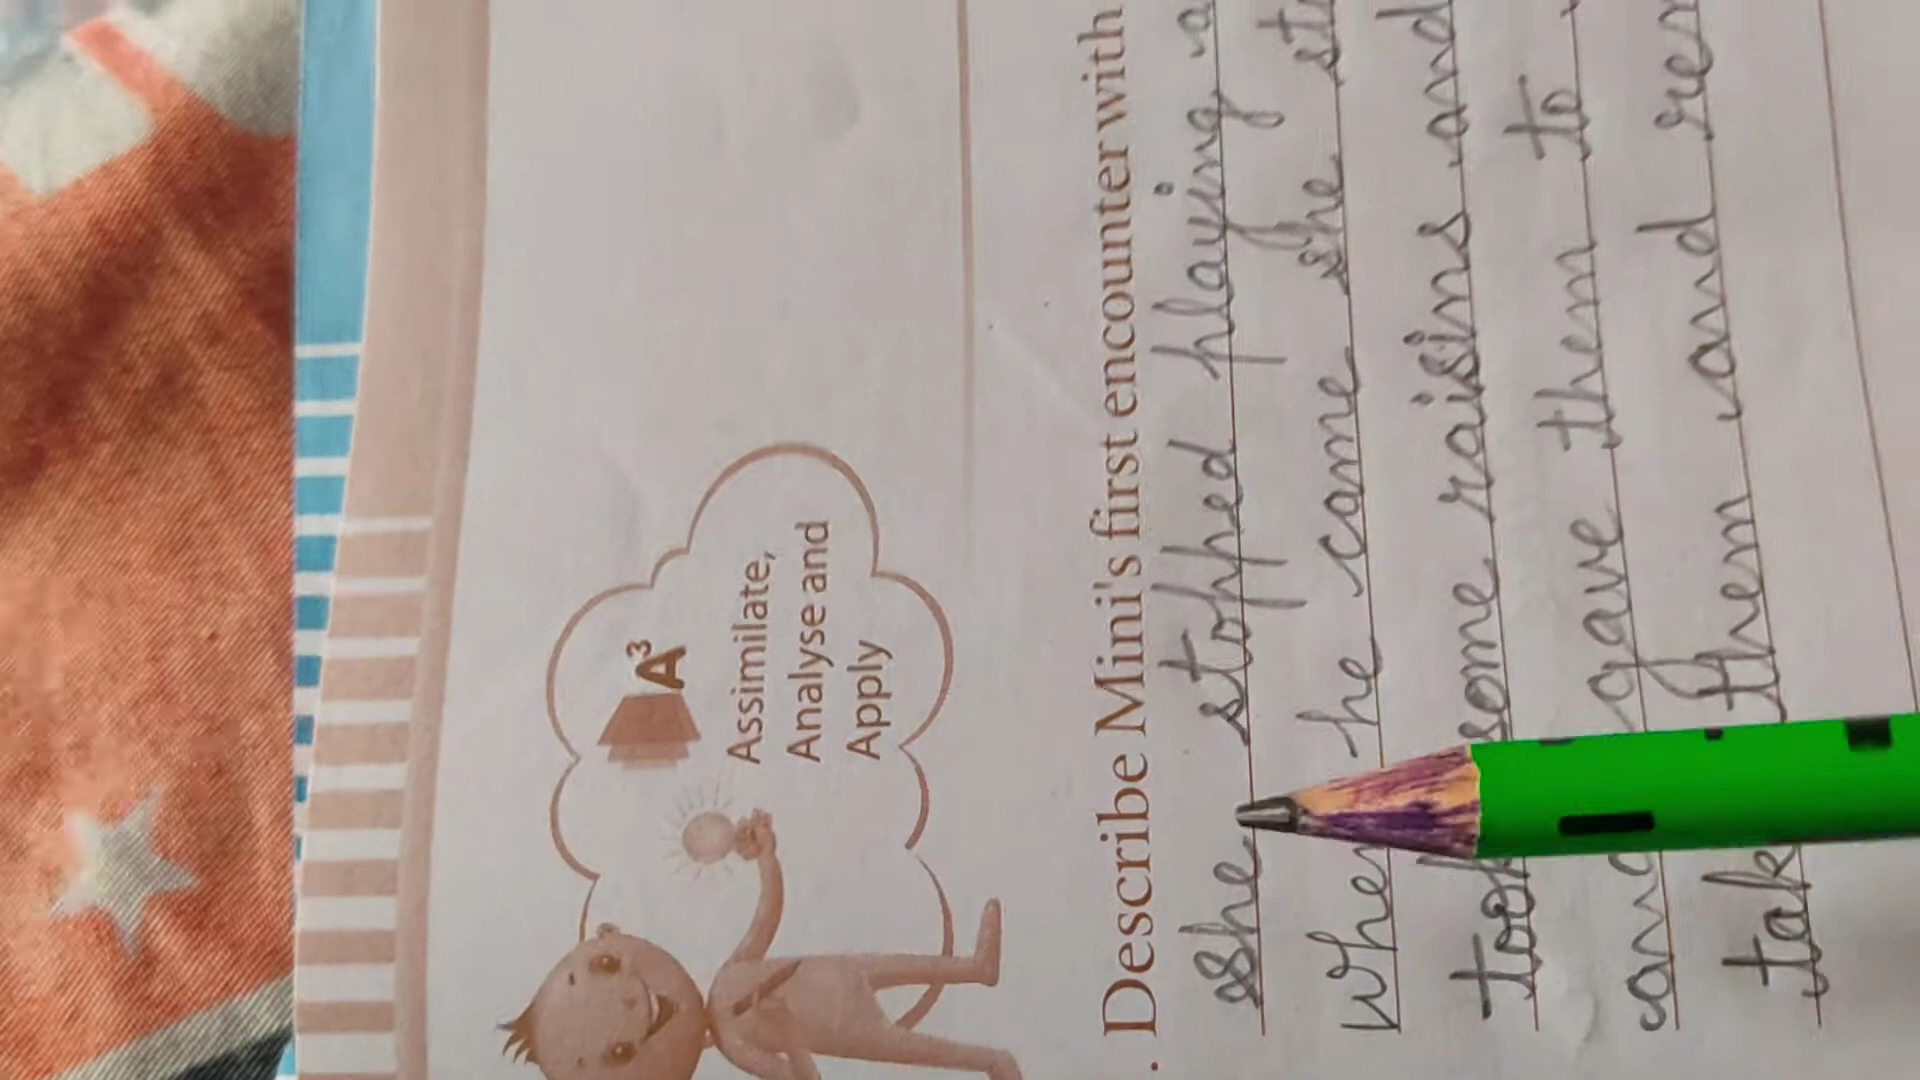 A³
Assimilate,
Analyse and
Apply
. Describe Mini's first encounter with
she stopped playing
he came she
some raisins and
gave them to
them and